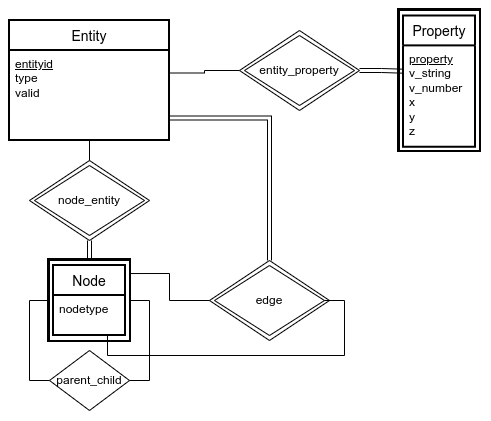 Entity
entityid
type
valid
entity_property
Property
property
v_string
v_number
x
y
z
node_entity
Node
nodetype
edge
parent_child